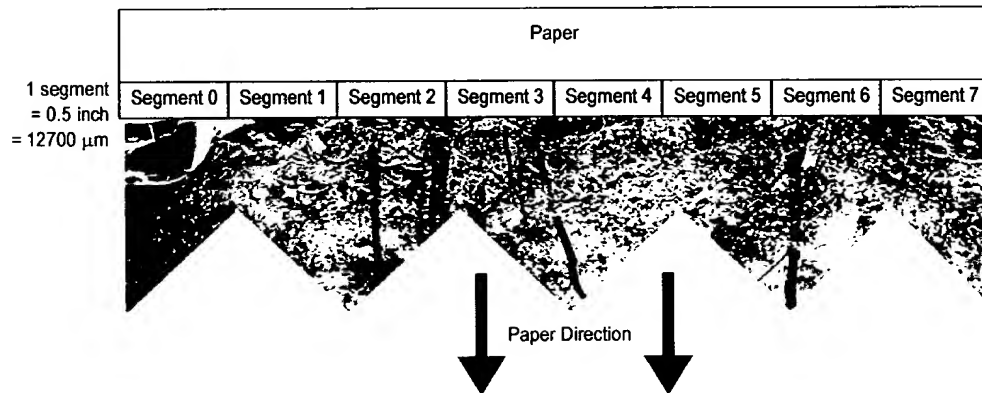 Paper
1 segment
= 0.5 inch
= 12700 μm
Segment 0
Segment 1
Segment 2
Segment 3
Segment 4
Segment 5
Segment 6
Segment 7
Paper Direction